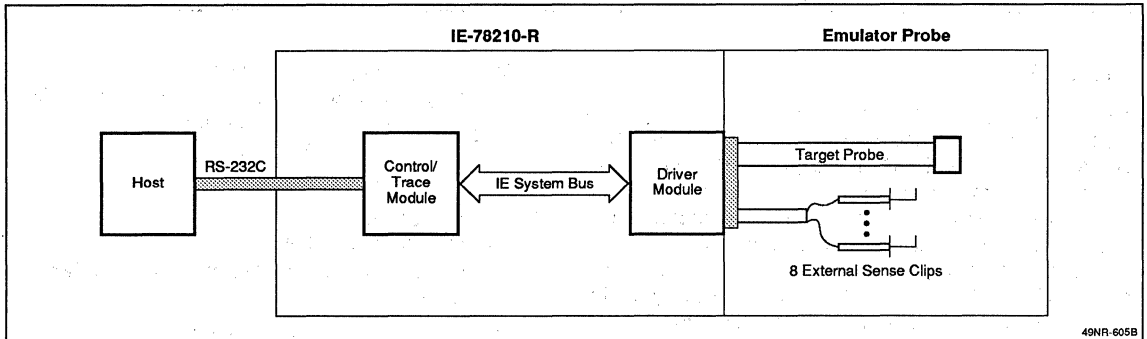 IE-78210-R
Emulator Probe
Host
RS-232C
Control/
Trace
Module
IE System Bus
Driver
Module
Target Probe
8 External Sense Clips
49NR-605B